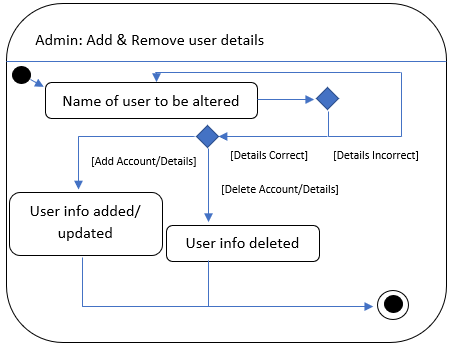 Admin: Add & Remove user details
Name of user to be altered
[Add Account/Details]
[Details Correct]
[Details Incorrect]
[Delete Account/Details]
User info added/
updated
User info deleted